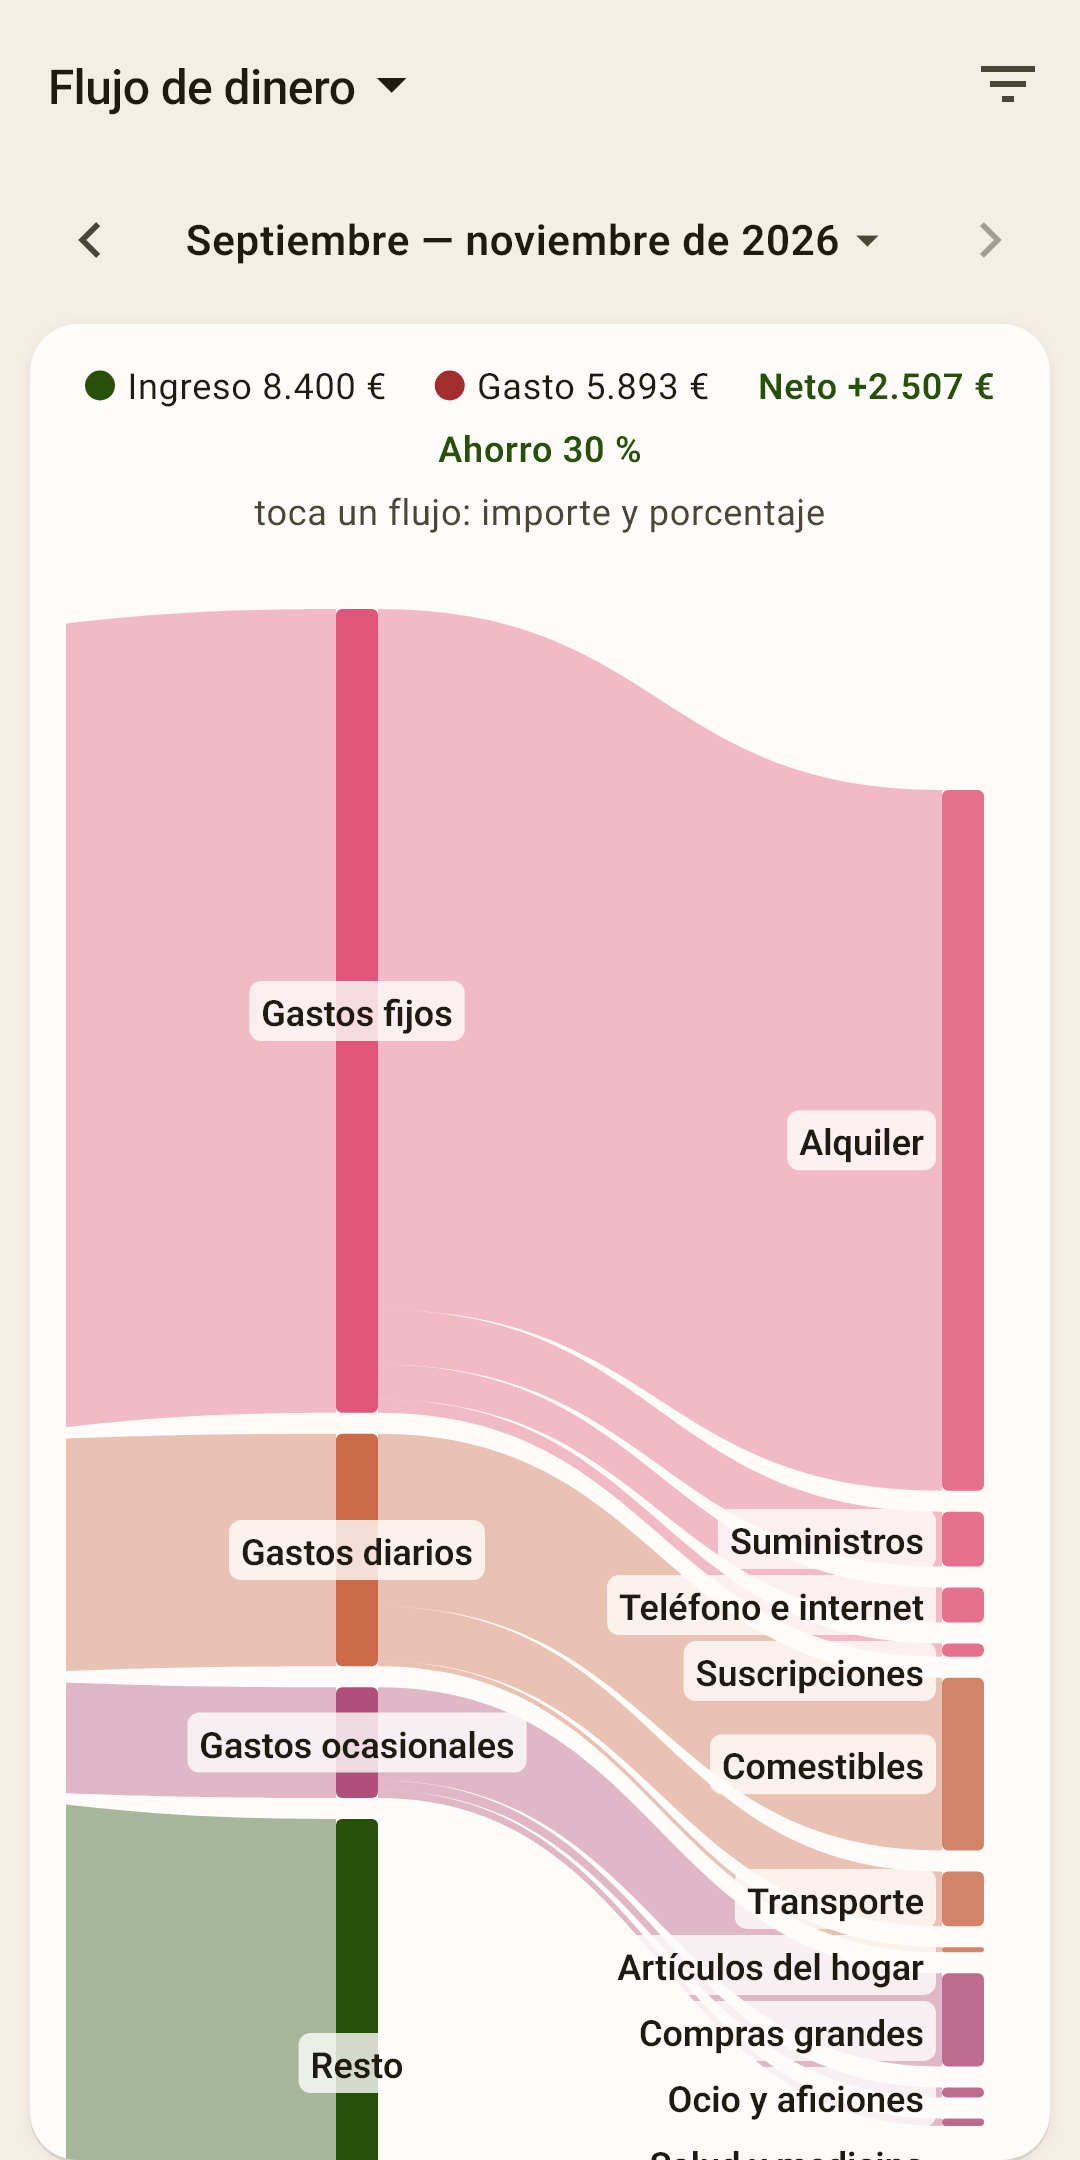 Flujo de dinero
Septiembre — noviembre de 2026
Ingreso 8.400 € Gasto 5.893 € Neto +2.507 €
Ahorro 30 %
toca un flujo: importe y porcentaje
Gastos fijos
Alquiler
Suministros
Gastos diarios
Teléfono e internet
Suscripciones
Gastos ocasionales
Comestibles
Transporte
Artículos del hogar
Compras grandes
Resto
Ocio y aficiones